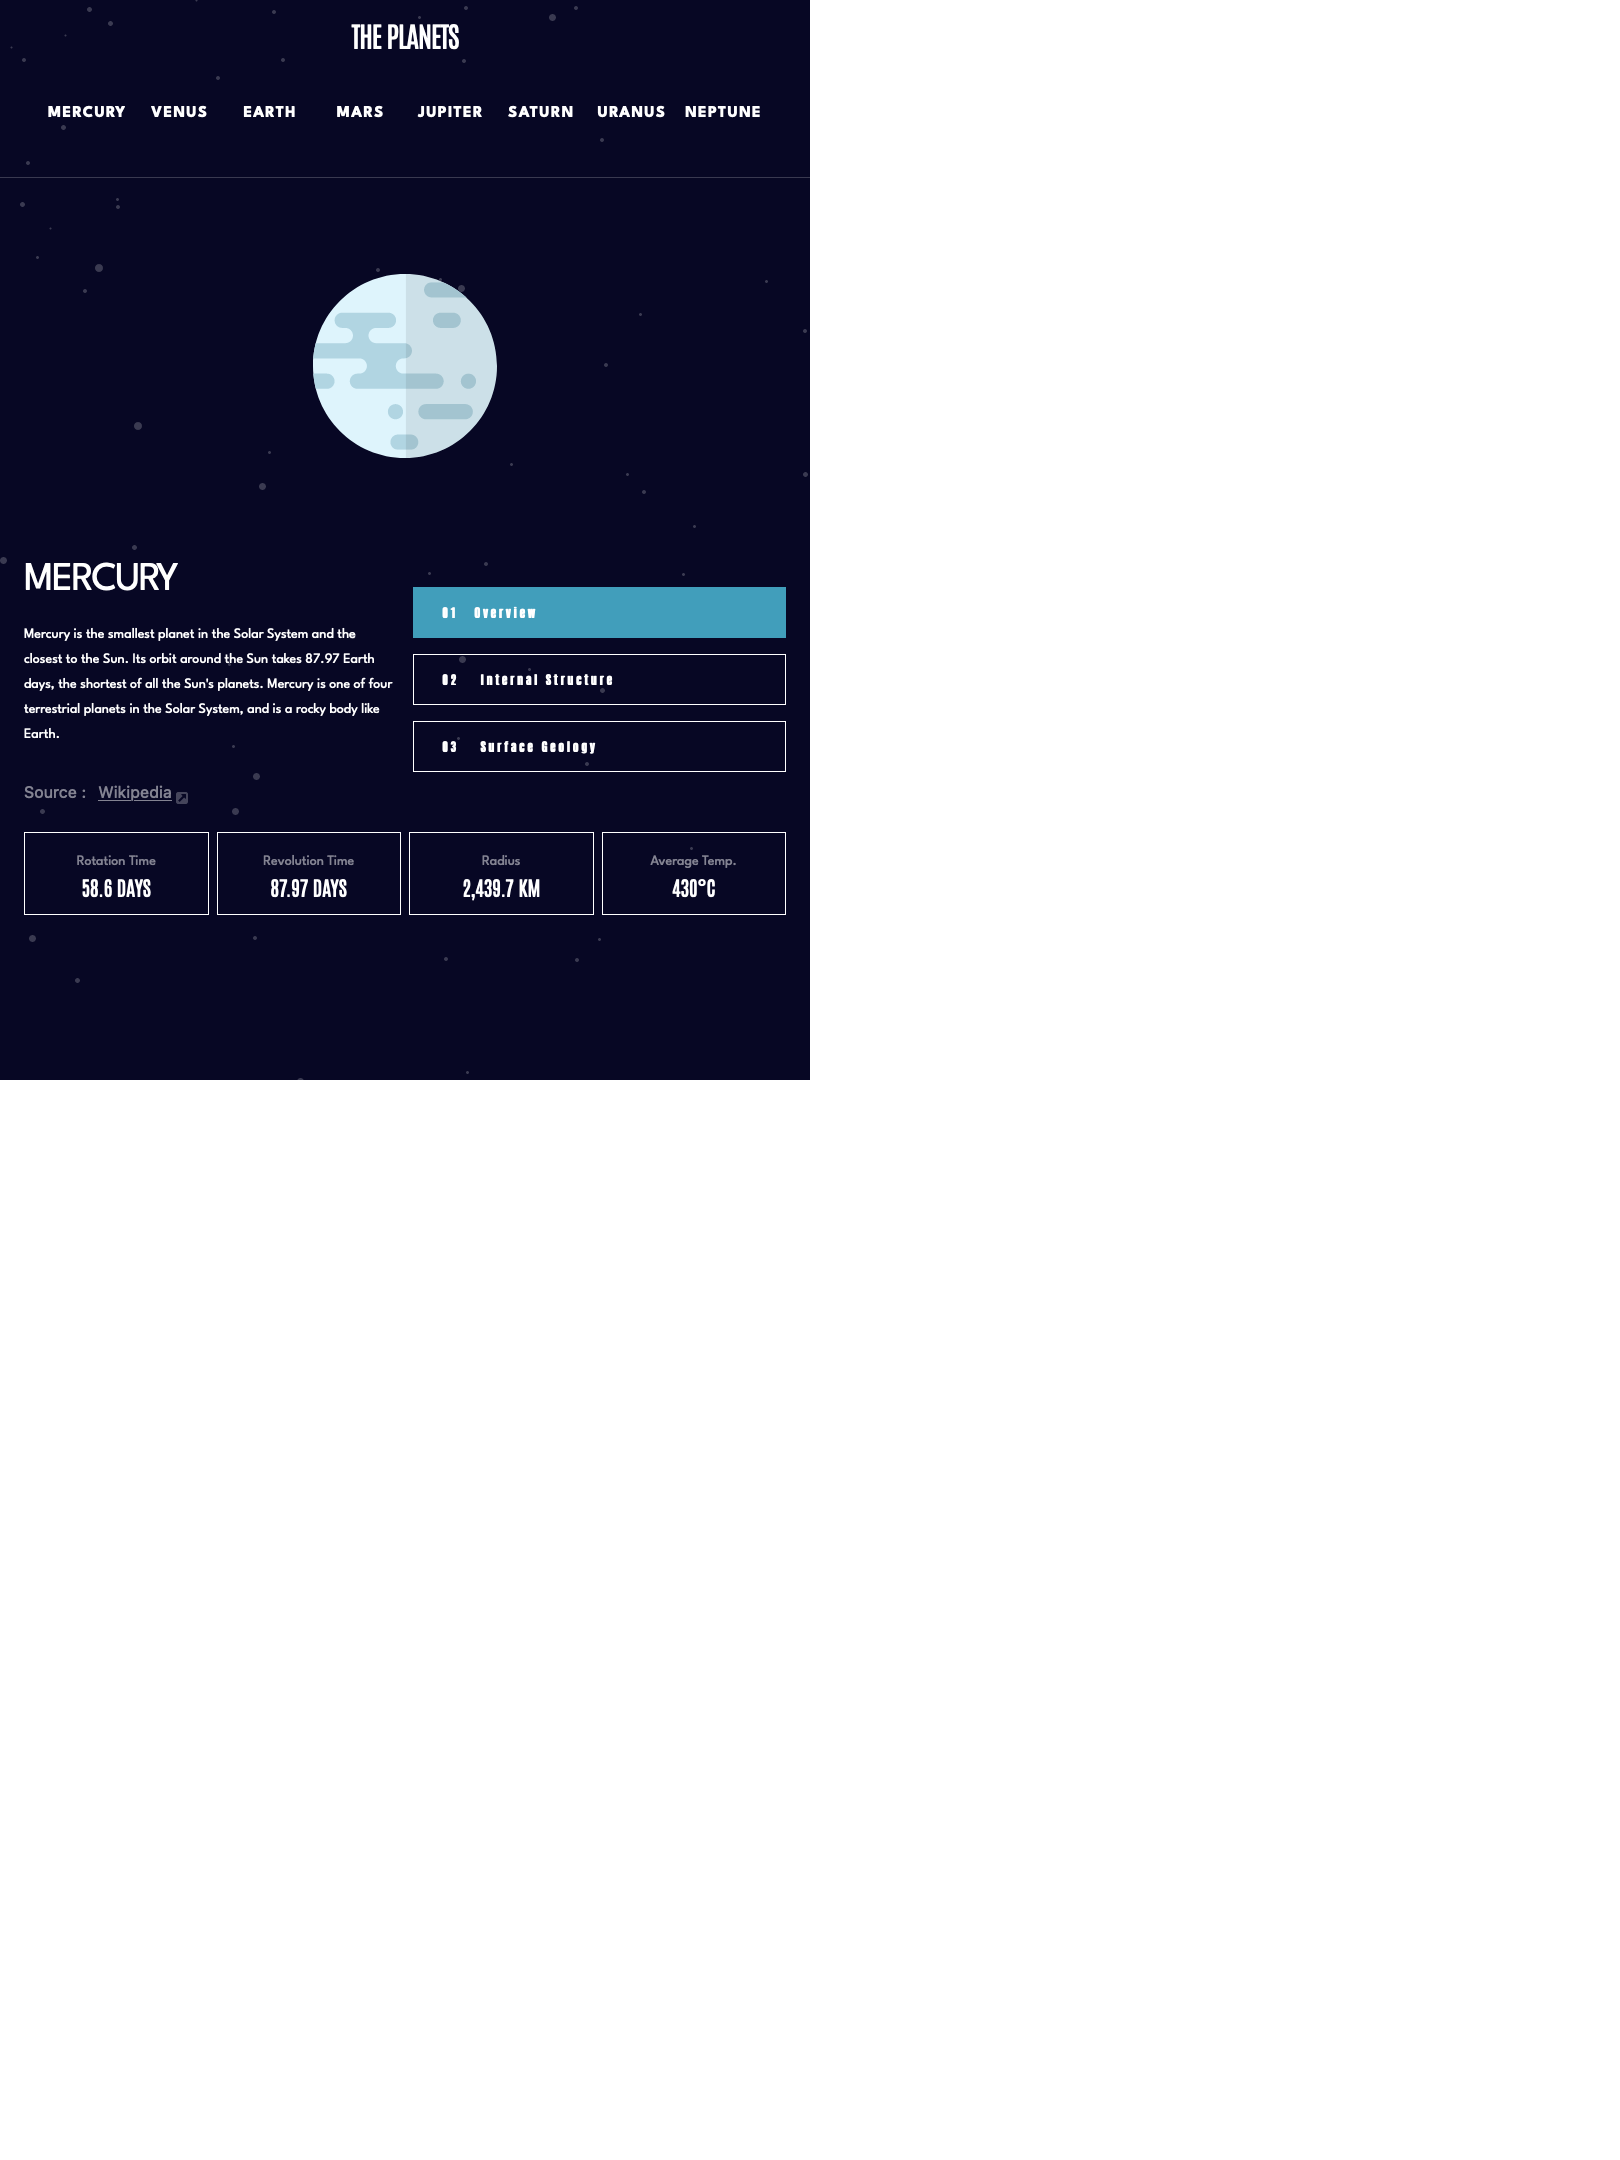 THE PLANETS
MERCURY VENUS EARTH MARS JUPITER SATURN URANUS NEPTUNE
MERCURY
Mercury is the smallest planet in the Solar System and the
closest to the Sun. Its orbit around the Sun takes 87.97 Earth
days, the shortest of all the Sun's planets. Mercury is one of four
terrestrial planets in the Solar System, and is a rocky body like
Earth.
Source : Wikipedia
01 Overview
02 Internal Structure
03 Surface Geology
Rotation Time
58.6 DAYS
Revolution Time
87.97 DAYS
Radius
2,439.7 KM
Average Temp.
430°C